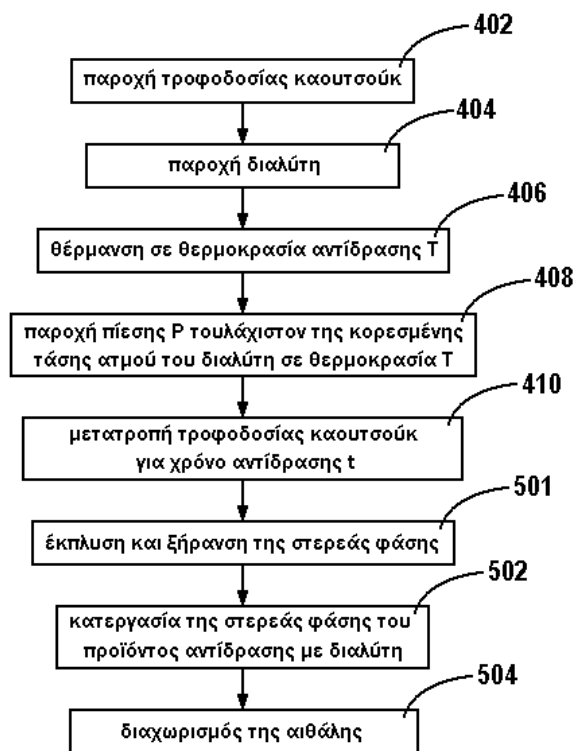 402
παροχή τροφοδοσίας καουτσούκ
404
παροχή διαλύτη
406
θέρμανση σε θερμοκρασία αντίδρασης T
408
παροχή πίεσης P τουλάχιστον της κορεσμένης
τάσης ατμού του διαλύτη σε θερμοκρασία T
410
μετατροπή τροφοδοσίας καουτσούκ
για χρόνο αντίδρασης t
501
έκπλυση και ξήρανση της στερεάς φάσης
502
κατεργασία της στερεάς φάσης του
προϊόντος αντίδρασης με διαλύτη
504
διαχωρισμός της αιθάλης